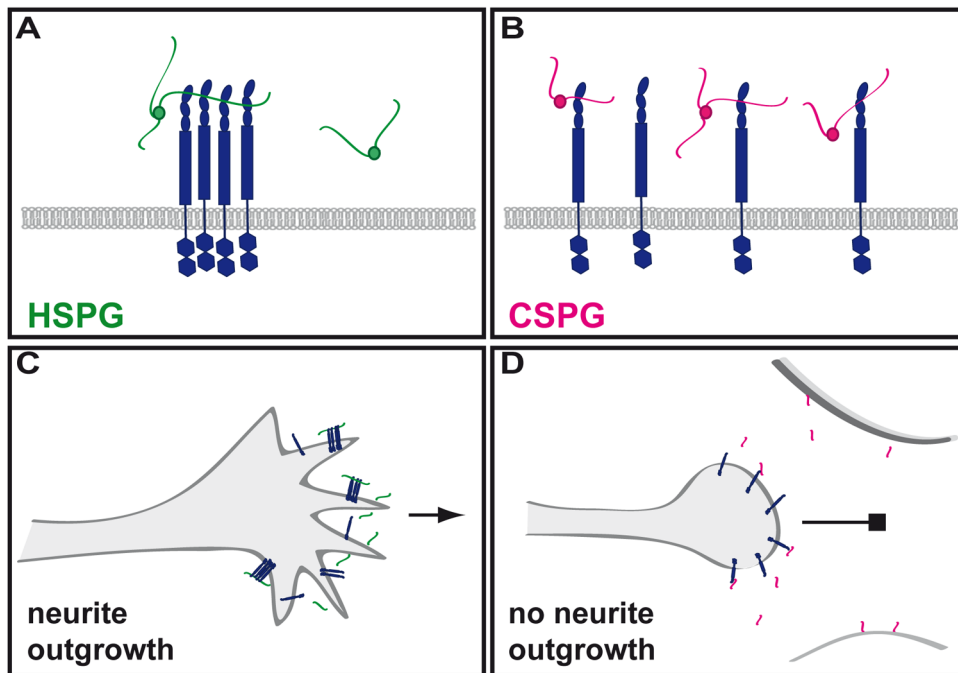 A
HSPG
B
CSPG
C
neurite
outgrowth
D
no neurite
outgrowth